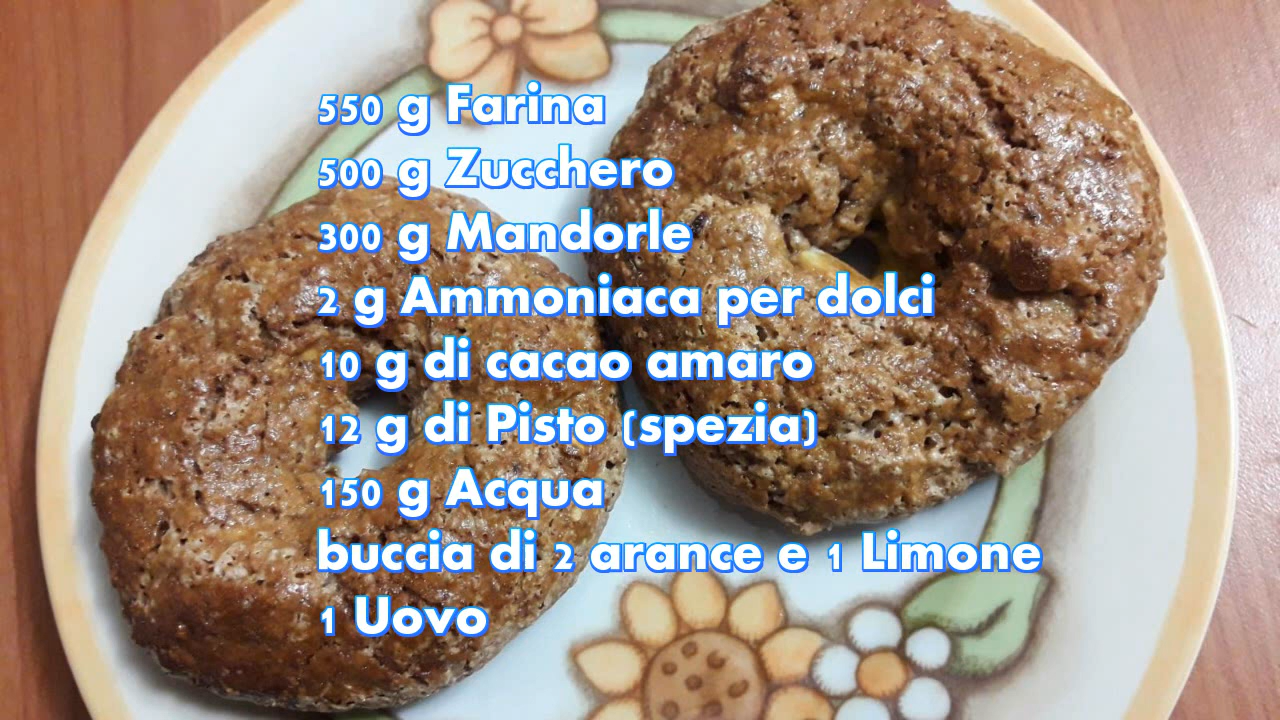 550 g Farina
500 g Zucchero
300 g Mandorle
2 g Ammoniaca per dolci
10 g di cacao amaro
12 g di Pisto (spezia)
150 g Acqua
buccia di 2 arance e 1 Limone
1 Uovo